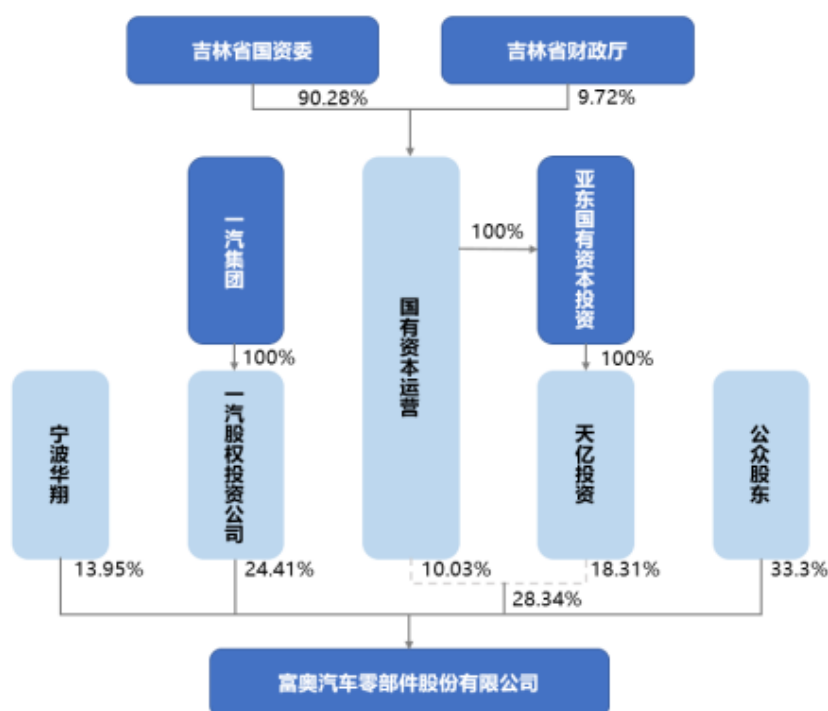 吉林省国资委
吉林省财政厅
90.28%
9.72%
一汽集团
国有资本运营
亚东国有资本投资
100%
100%
100%
宁波华翔
一汽股权投资公司
天亿投资
公众股东
13.95%
24.41%
10.03%
18.31%
33.3%
28.34%
富奥汽车零部件股份有限公司